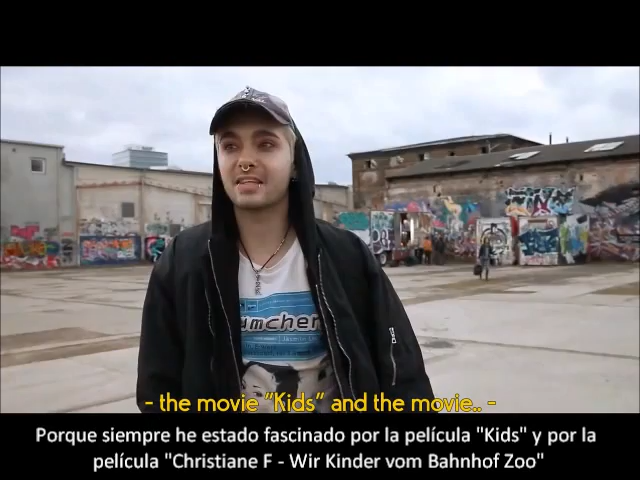 umcher
- the movie "Kids" and the movie.. -
Porque siempre he estado fascinado por la película "Kids" y por la
película "Christiane F - Wir Kinder vom Bahnhof Zoo"